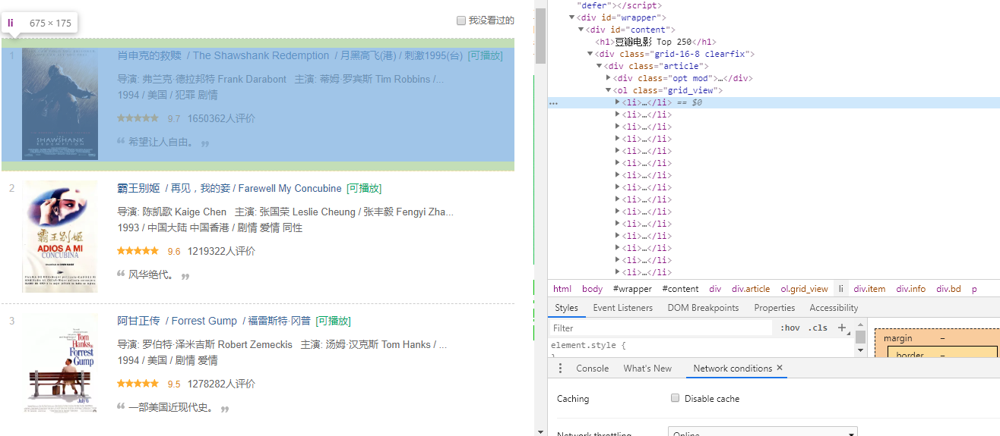 li 675 × 175
我没看过的
1
肖申克的救赎 / The Shawshank Redemption / 月黑高飞(港) / 刺激1995(台) [可播放]
导演: 弗兰克·德拉邦特 Frank Darabont 主演: 蒂姆·罗宾斯 Tim Robbins /...
1994 / 美国 / 犯罪 剧情
9.7 1650362人评价
“ 希望让人自由。 ”
THE
SHAWSHANK
REDEMPTION
2
霸王别姬 / 再见，我的妾 / Farewell My Concubine [可播放]
导演: 陈凯歌 Kaige Chen 主演: 张国荣 Leslie Cheung / 张丰毅 Fengyi Zha...
1993 / 中国大陆 中国香港 / 剧情 爱情 同性
9.6 1219322人评价
“ 风华绝代。 ”
霸王别姬
ADIOS A MI
CONCUBINA
3
阿甘正传 / Forrest Gump / 福雷斯特·冈普 [可播放]
导演: 罗伯特·泽米吉斯 Robert Zemeckis 主演: 汤姆·汉克斯 Tom Hanks / ...
1994 / 美国 / 剧情 爱情
9.5 1278282人评价
“ 一部美国近现代史。 ”
Tom
Hanks
Forrest
Gump
July 6
"defer"></script>
▼<div id="wrapper">
▼<div id="content">
<h1>豆瓣电影 Top 250</h1>
▼<div class="grid-16-8 clearfix">
▼<div class="article">
▶<div class="opt mod">…</div>
▼<ol class="grid_view">
… ▶<li>…</li> == $0
▶<li>…</li>
▶<li>…</li>
▶<li>…</li>
▶<li>…</li>
▶<li>…</li>
▶<li>…</li>
▶<li>…</li>
▶<li>…</li>
▶<li>…</li>
▶<li>…</li>
▶<li>…</li>
▶<li>…</li>
▶<li>…</li>
▶<li>…</li>
html body #wrapper #content div div.article ol.grid_view li div.item div.info div.bd p
Styles Event Listeners DOM Breakpoints Properties Accessibility
Filter :hov .cls +
element.style {
}
margin –
border –
Console What's New Network conditions ×
Caching Disable cache
Network throttling Online